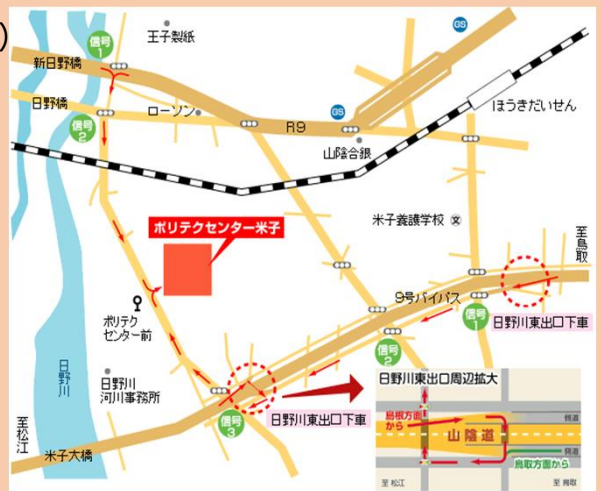 )
王子製紙
GS
信号
1
新日野橋
日野橋
ローソン
信号
2
GS
R9
ほうきだいせん
山陰合銀
米子養護学校 文
ポリテクセンター米子
至鳥取
9号バイパス
信号
1
日野川東出口下車
ポリテク
センター前
信号
2
日野川
日野川
河川事務所
日野川東出口周辺拡大
至松江
信号
3
日野川東出口下車
島根方面
から
側道
山陰道
側道
鳥取方面から
米子大橋
至 松江
至 鳥取